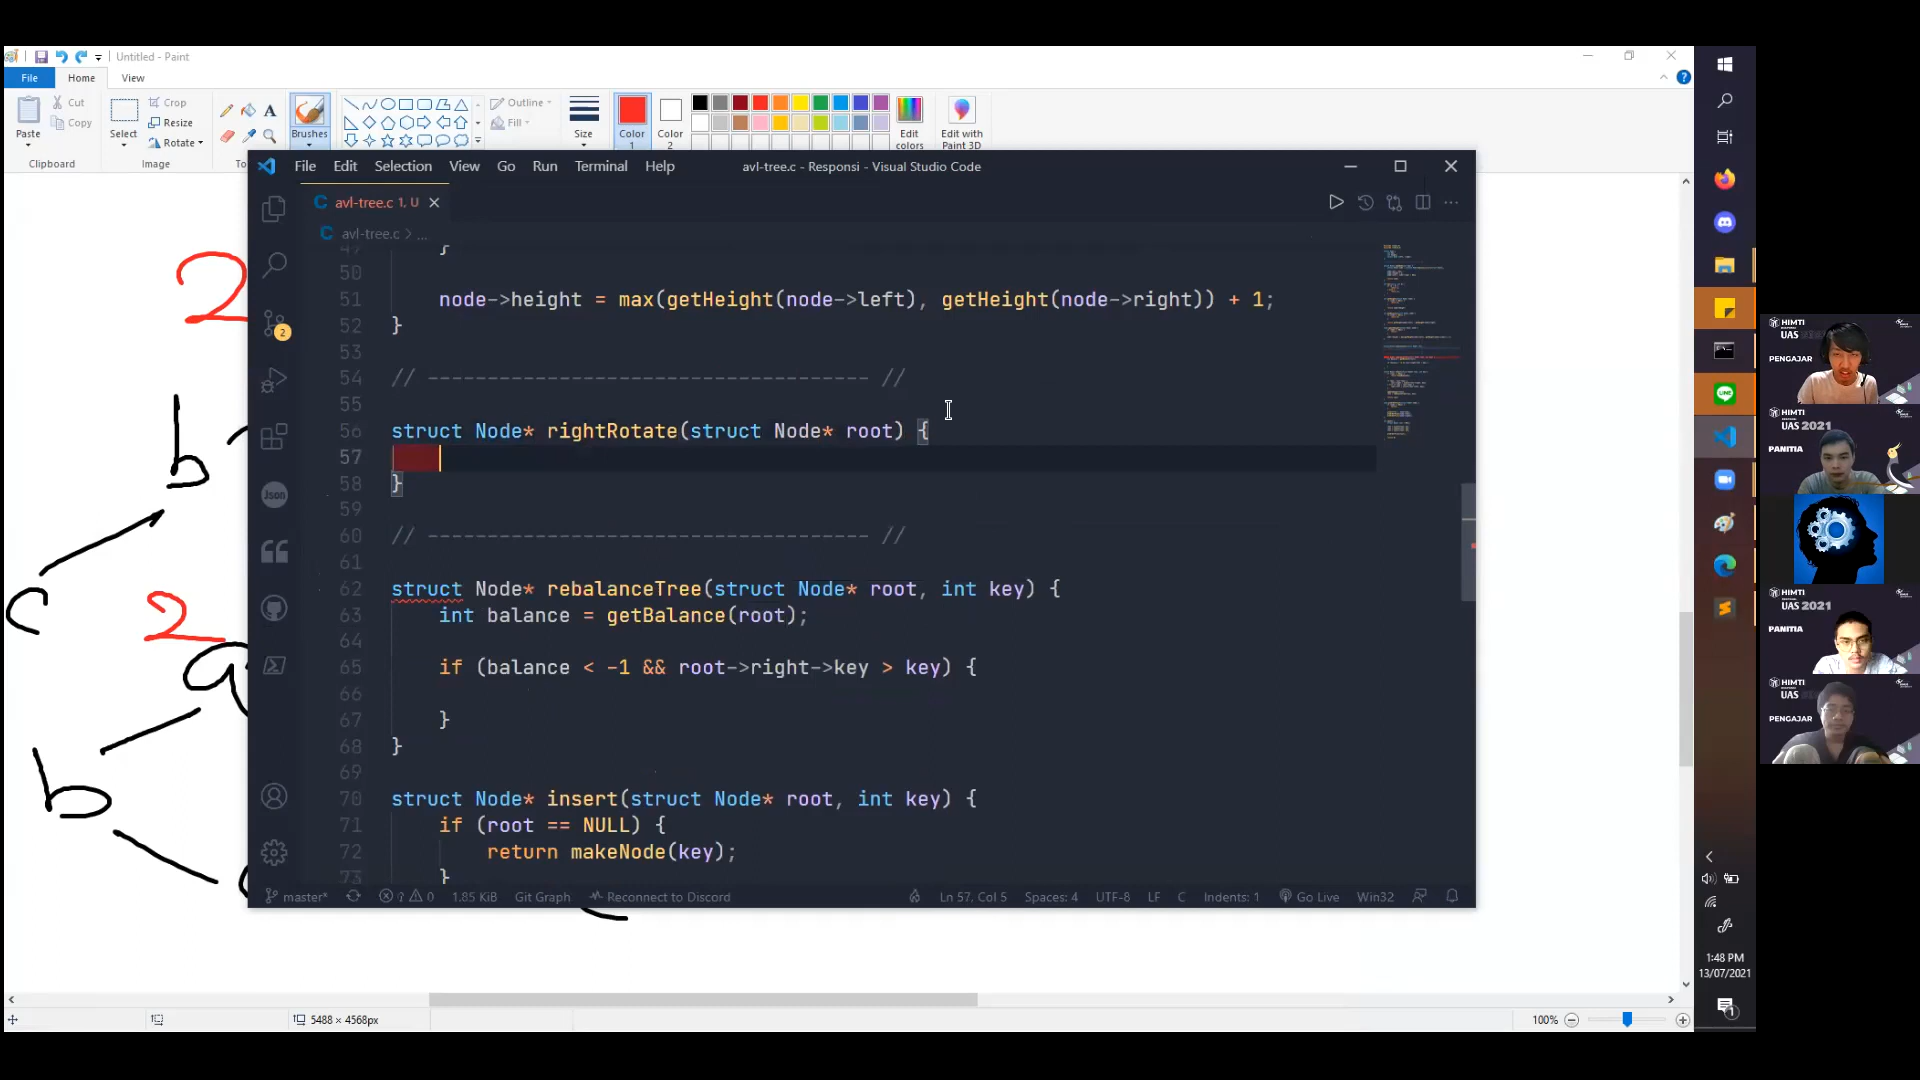 Untitled - Paint
File Home View
Cut
Copy
Paste
Clipboard
Crop
Resize
Rotate
Select
Image
Brushes
Outline
Fill
Size
Color 1
Color 2
Edit colors
Edit with Paint 3D
File Edit Selection View Go Run Terminal Help
avl-tree.c - Responsi - Visual Studio Code
avl-tree.c 1, U
avl-tree.c > ...
49 }
50
51 node->height = max(getHeight(node->left), getHeight(node->right)) + 1;
52 }
53
54 // ------------------------------------- //
55
56 struct Node* rightRotate(struct Node* root) {
57
58 }
59
60 // ------------------------------------- //
61
62 struct Node* rebalanceTree(struct Node* root, int key) {
63 int balance = getBalance(root);
64
65 if (balance < -1 && root->right->key > key) {
66
67 }
68 }
69
70 struct Node* insert(struct Node* root, int key) {
71 if (root == NULL) {
72 return makeNode(key);
73 }
master* 0 1.85 KiB Git Graph Reconnect to Discord Ln 57, Col 5 Spaces: 4 UTF-8 LF C Indents: 1 Go Live Win32
2
b
c
2
a
b
2
Json
5488 × 4568px
100%
1:48 PM
13/07/2021
1
HIMTI
UAS
PENGAJAR
HIMTI
UAS 2021
PANITIA
HIMTI
UAS 2021
PANITIA
HIMTI
UAS
PENGAJAR